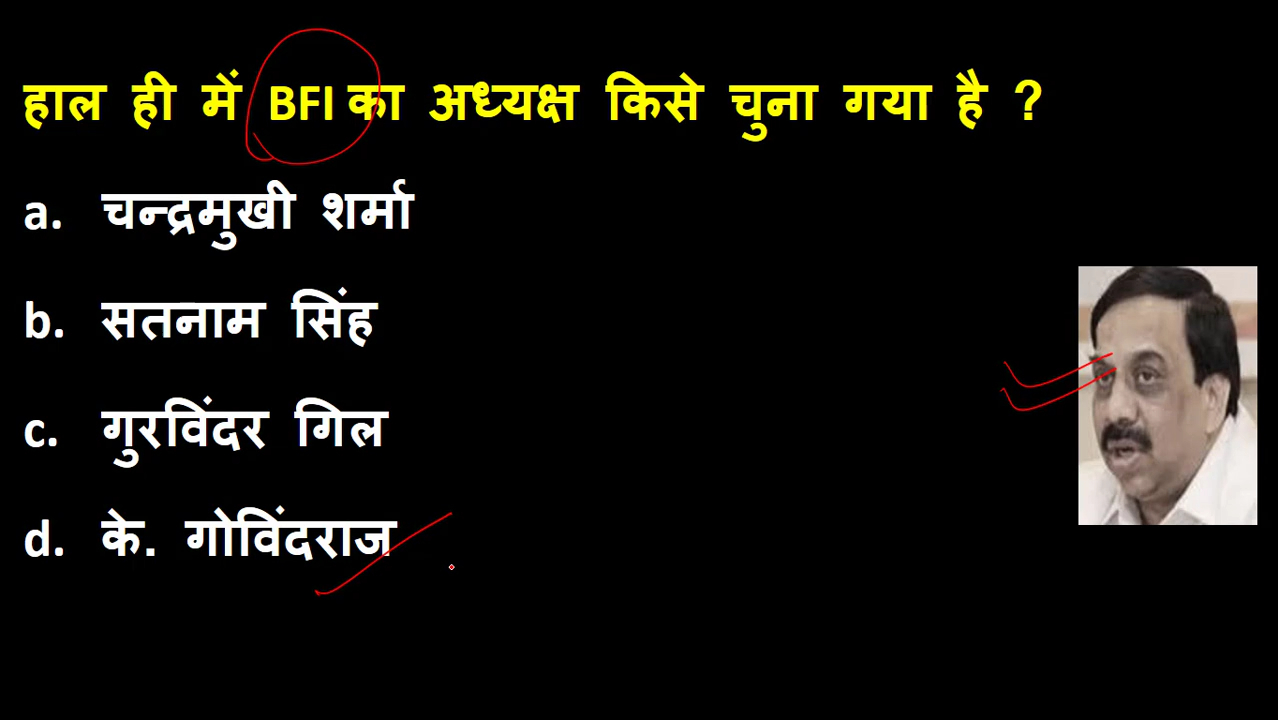 हाल ही में BFI का अध्यक्ष किसे चुना गया है ?
a. चन्द्रमुखी शर्मा
b. सतनाम सिंह
c. गुरविंदर गिल
d. के. गोविंदराज